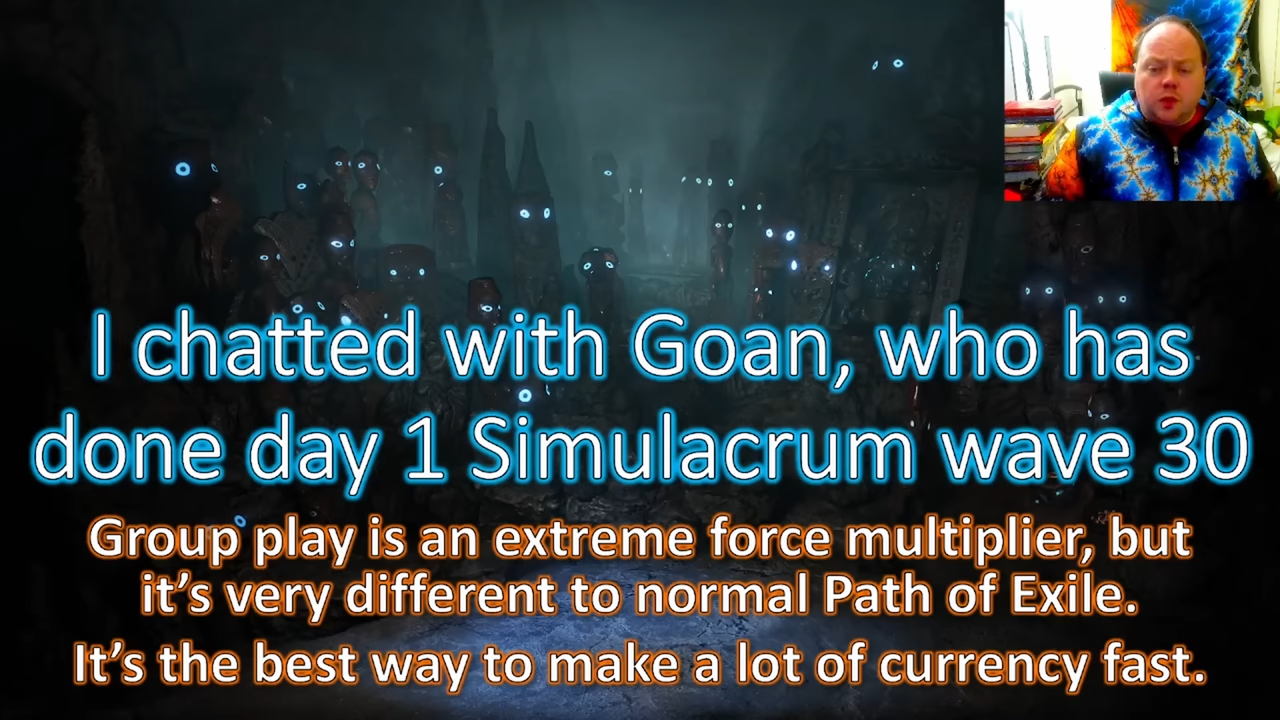 I chatted with Goan, who has
done day 1 Simulacrum wave 30
Group play is an extreme force multiplier, but
it’s very different to normal Path of Exile.
It’s the best way to make a lot of currency fast.